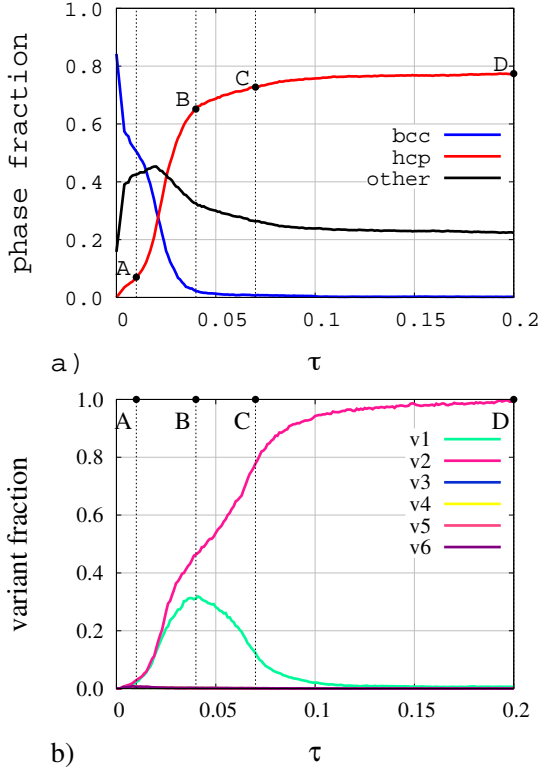 phase fraction
1.0
0.8
0.6
0.4
0.2
0.0
A
B
C
D
bcc
hcp
other
0
0.05
0.1
0.15
0.2
a)
τ
variant fraction
1.0
0.8
0.6
0.4
0.2
0.0
A
B
C
D
v1
v2
v3
v4
v5
v6
0
0.05
0.1
0.15
0.2
b)
τ